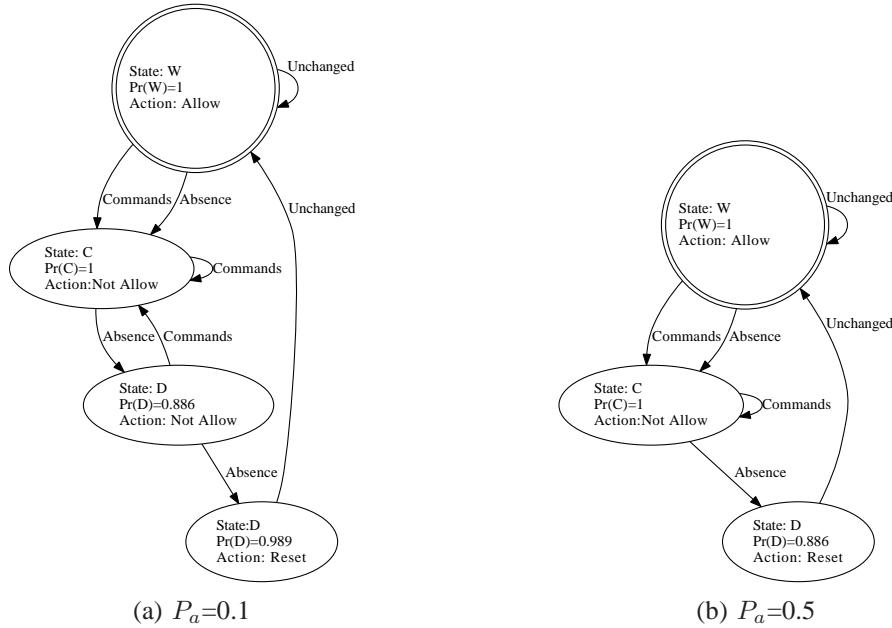 State: W
Pr(W)=1
Action: Allow
Unchanged
Commands
Absence
Unchanged
State: C
Pr(C)=1
Action:Not Allow
Commands
Absence
Commands
State: D
Pr(D)=0.886
Action: Not Allow
Absence
State:D
Pr(D)=0.989
Action: Reset
(a) Pa=0.1
State: W
Pr(W)=1
Action: Allow
Unchanged
Commands
Absence
Unchanged
State: C
Pr(C)=1
Action:Not Allow
Commands
Absence
State: D
Pr(D)=0.886
Action: Reset
(b) Pa=0.5